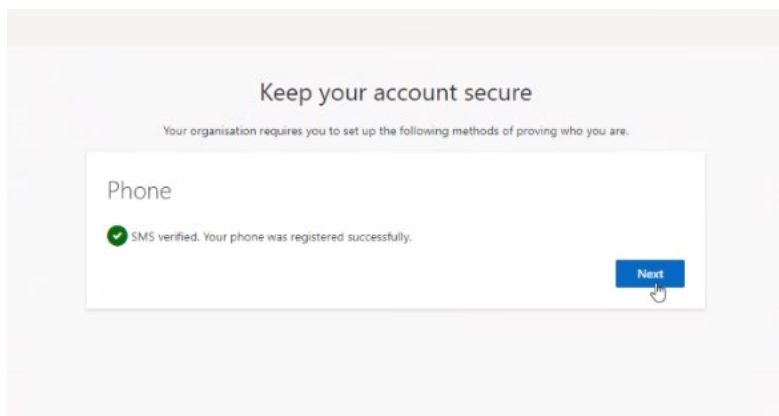 Keep your account secure
Your organisation requires you to set up the following methods of proving who you are.
Phone
SMS verified. Your phone was registered successfully.
Next